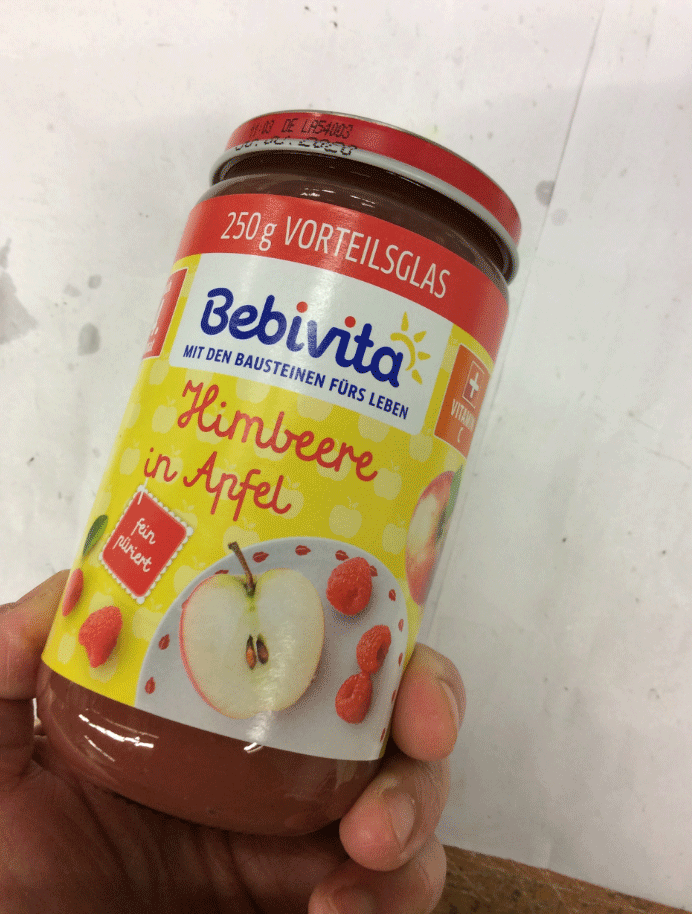 11:03 DE LA54003
250g VORTEILSGLAS
Bebivita
MIT DEN BAUSTEINEN FÜRS LEBEN
+
VITAMIN
C
Himbeere
in Apfel
fein
püriert